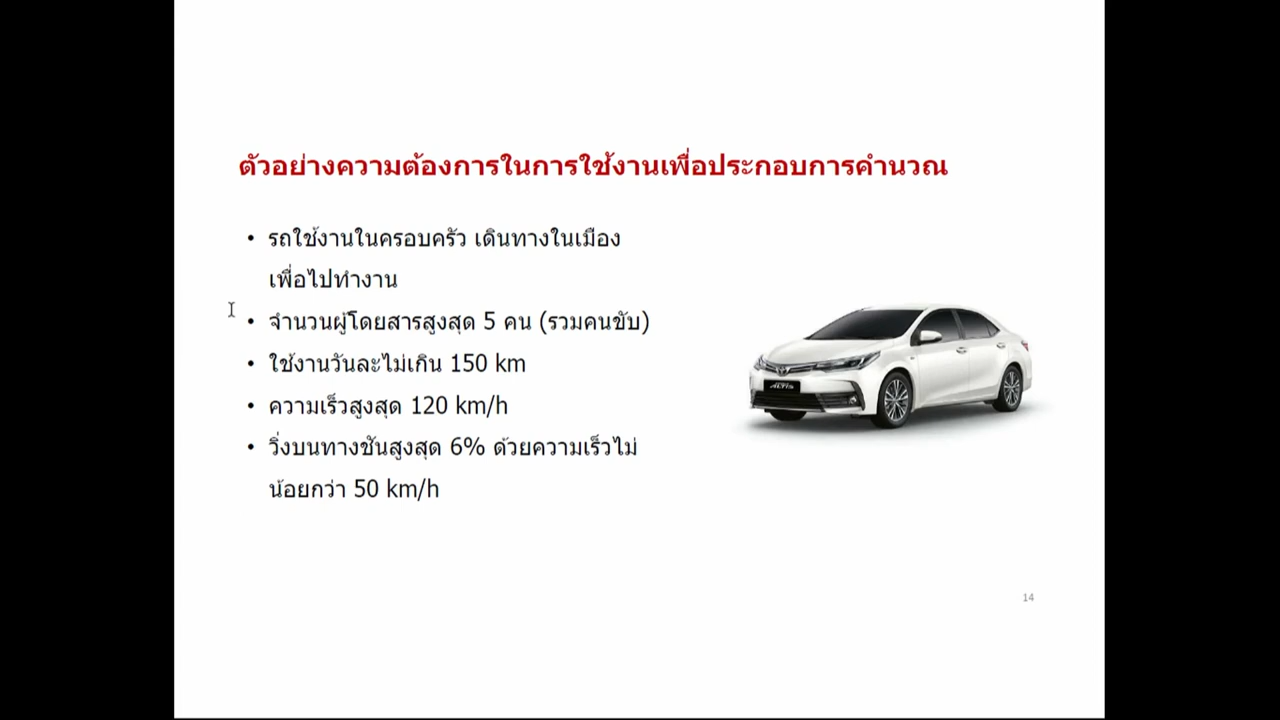 ตัวอย่างความต้องการในการใช้งานเพื่อประกอบการคำนวณ
• รถใช้งานในครอบครัว เดินทางในเมือง
เพื่อไปทำงาน
• จำนวนผู้โดยสารสูงสุด 5 คน (รวมคนขับ)
• ใช้งานวันละไม่เกิน 150 km
• ความเร็วสูงสุด 120 km/h
• วิ่งบนทางชันสูงสุด 6% ด้วยความเร็วไม่
น้อยกว่า 50 km/h
ALTIS
14